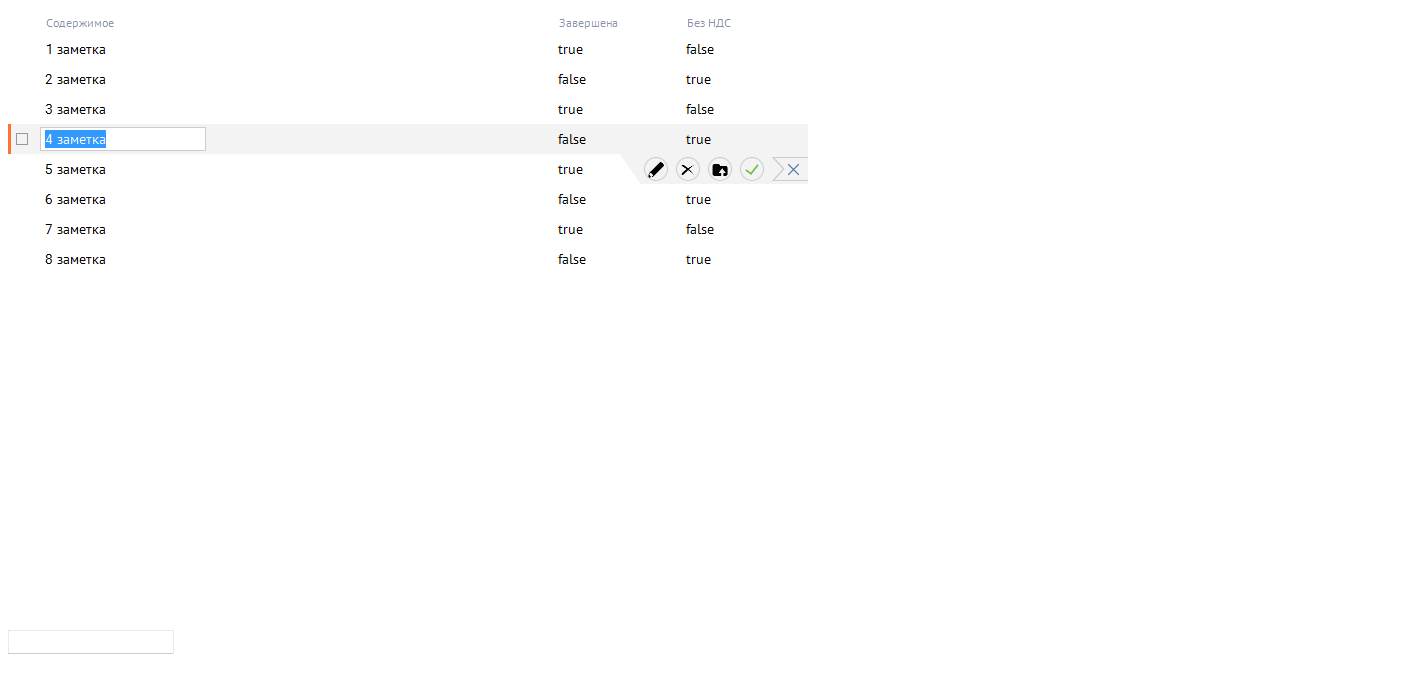 Содержимое Завершена Без НДС
1 заметка true false
2 заметка false true
3 заметка true false
4 заметка false true
5 заметка true
6 заметка false true
7 заметка true false
8 заметка false true